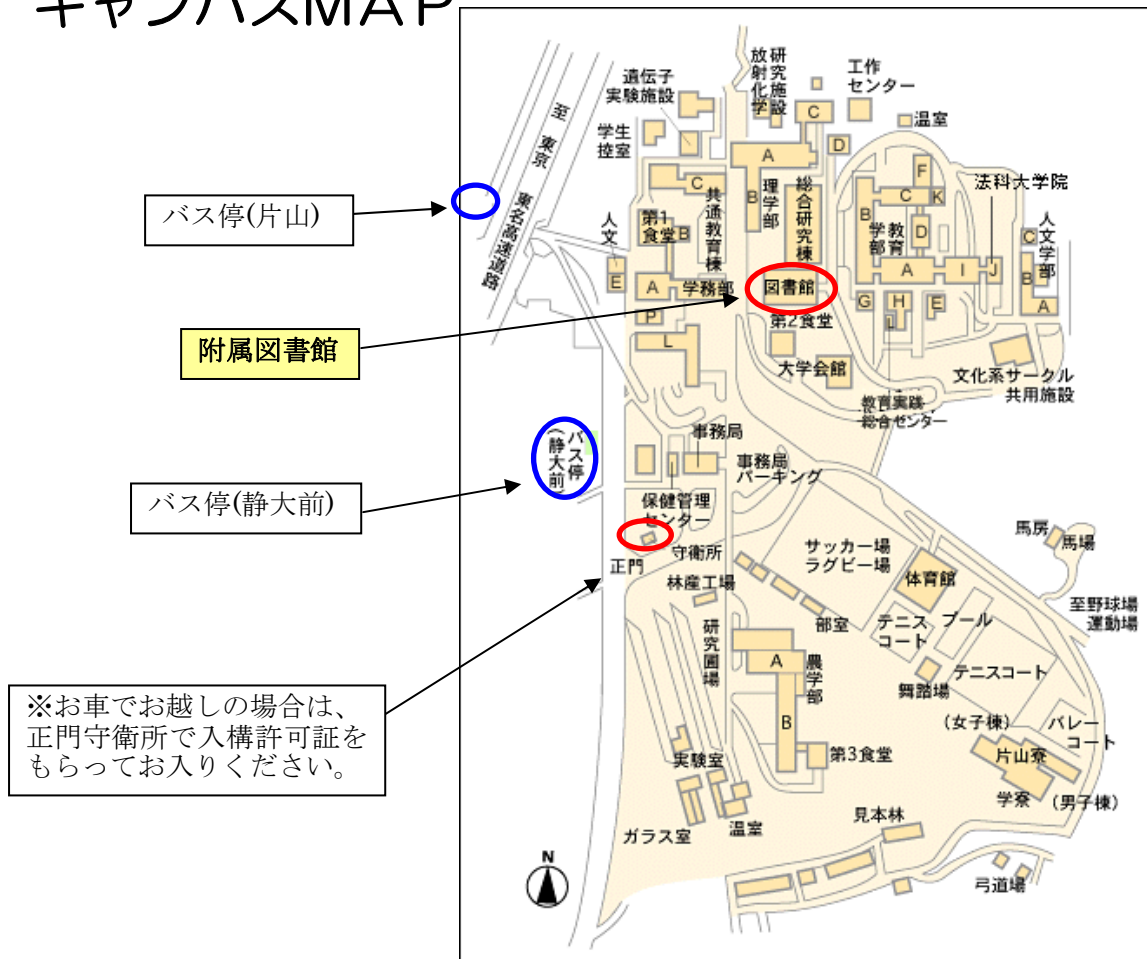 キャンパスMAP
放射化学
研究施設
工作
センター
遺伝子
実験施設
学生
控室
C
温室
D
A
至 東京
東名高速道路
C
共通教育棟
B
理学部
総合研究棟
F
C
K
法科大学院
バス停(片山)
人文
E
第1
食堂
B
B
教育
学部
D
C
人文学部
B
A
A
学務部
図書館
A
I
J
G
H
E
L
P
附属図書館
第2食堂
L
大学会館
文化系サークル
共用施設
教育実践
総合センター
バス停
(静大前)
事務局
事務局
パーキング
バス停(静大前)
保健管理
センター
守衛所
正門
サッカー場
ラグビー場
馬房
馬場
体育館
林産工場
至野球場
運動場
部室
テニス
コート
プール
研究圃場
A
農学部
B
テニスコート
舞踏場
※お車でお越しの場合は、
正門守衛所で入構許可証を
もらってお入りください。
(女子棟)
バレー
コート
片山寮
学寮
(男子棟)
実験室
第3食堂
見本林
ガラス室
温室
弓道場
N